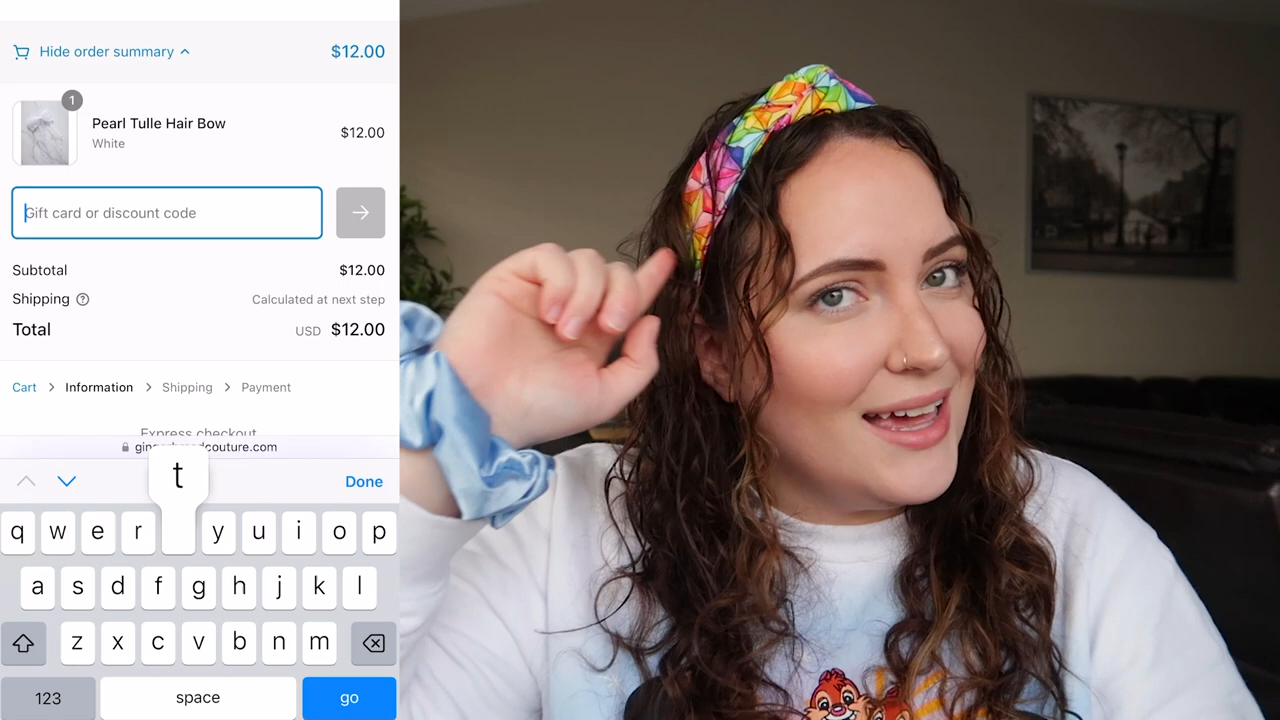 Hide order summary $12.00
1
Pearl Tulle Hair Bow
White
$12.00
Gift card or discount code
Subtotal $12.00
Shipping Calculated at next step
Total USD $12.00
Cart > Information > Shipping > Payment
Express checkout
couture.com
Done
t
q w e r y u i o p
a s d f g h j k l
z x c v b n m
123 space go